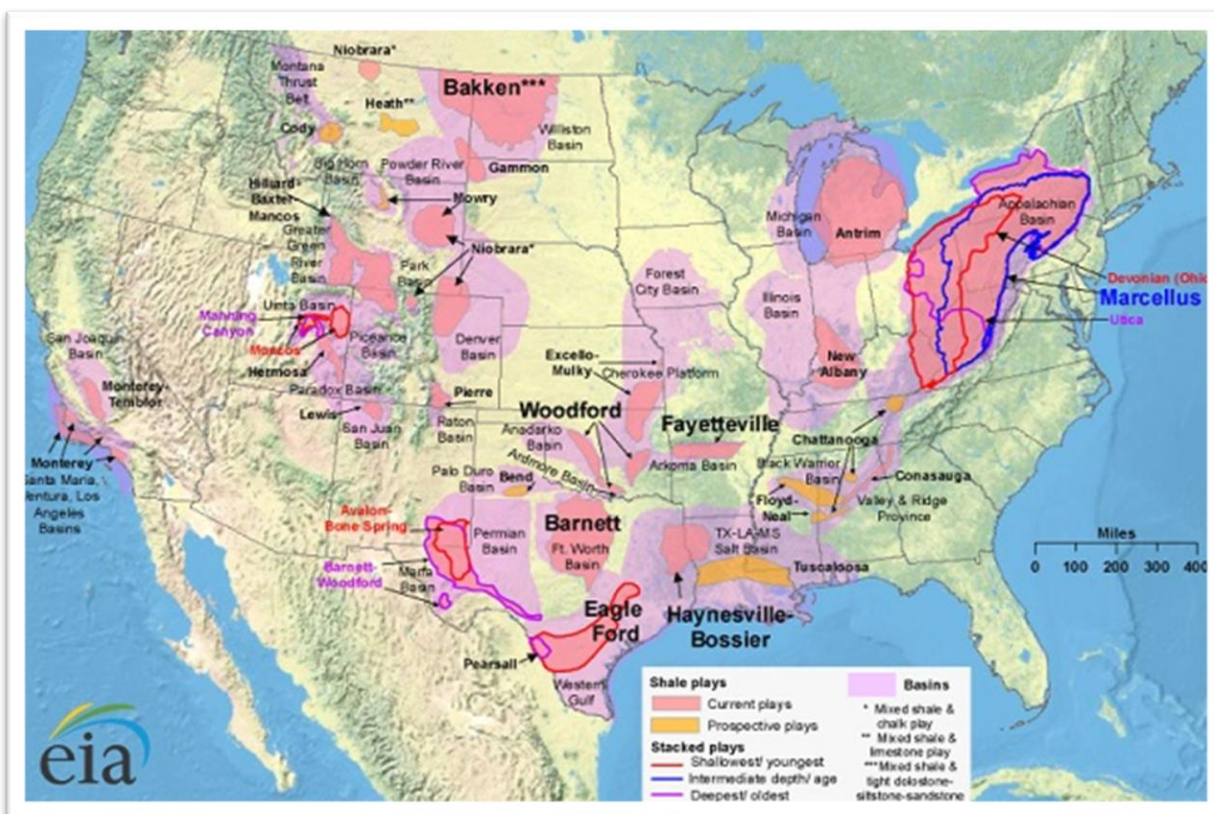 Niobrara*
Montana
Thrust
Belt
Bakken***
Heath**
Cody
Williston
Basin
Big Horn
Basin
Powder River
Basin
Gammon
Hilliard-
Baxter-
Mancos
Mowry
Greater
Green
River
Basin
Niobrara*
Park
Basin
Michigan
Basin
Antrim
Appalachian
Basin
Devonian (Ohio
Marcellus
Utica
Forest
City Basin
Illinois
Basin
Uinta Basin
Manning
Canyon
Mancos
Piceance
Basin
Denver
Basin
San Joaquin
Basin
Hermosa
Paradox Basin
Excello-
Mulky
Cherokee Platform
New
Albany
Monterey-
Temblor
Lewis
San Juan
Basin
Pierre
Raton
Basin
Woodford
Anadarko
Basin
Fayetteville
Arkoma Basin
Chattanooga
Monterey
Santa Maria,
Ventura, Los
Angeles
Basins
Palo Duro
Basin
Bend
Ardmore Basin
Black Warrior
Basin
Conasauga
Floyd-
Neal
Valley & Ridge
Province
Avalon-
Bone Spring
Permian
Basin
Barnett
Ft. Worth
Basin
TX-LA-MS
Salt Basin
Tuscaloosa
Barnett-
Woodford
Marfa
Basin
Eagle
Ford
Haynesville-
Bossier
Pearsall
Western
Gulf
Miles
0 100 200 300 400
Shale plays
Current plays
Prospective plays
Stacked plays
Shallowest/ youngest
Intermediate depth/ age
Deepest/ oldest
Basins
* Mixed shale &
chalk play
** Mixed shale &
limestone play
***Mixed shale &
tight dolostone-
siltstone-sandstone
eia